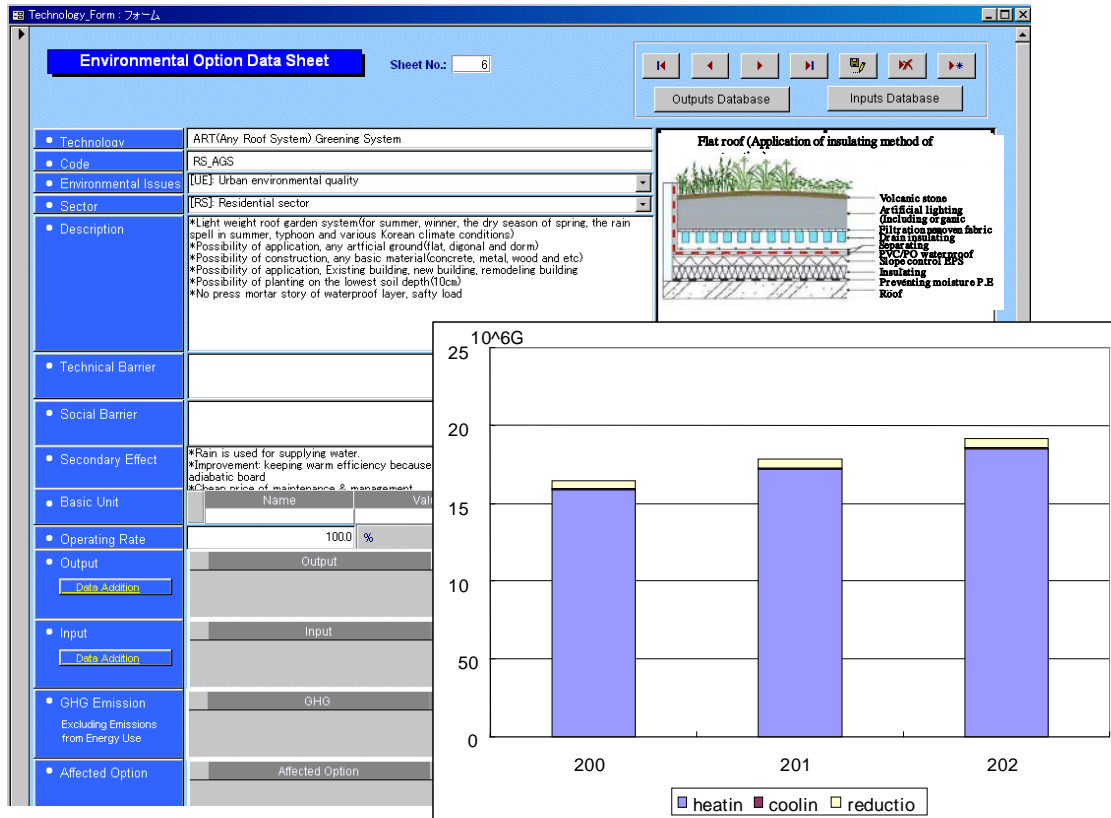 Technology_Form : フォーム
Environmental Option Data Sheet
Sheet No.: 6
Outputs Database
Inputs Database
Technology
ART(Any Roof System) Greening System
Code
RS_AGS
Environmental Issues
[UE]: Urban environmental quality
Sector
[RS]: Residential sector
Description
*Light weight roof garden system(for summer, winner, the dry season of spring, the rain
spell in summer, typhoon and various Korean climate conditions)
*Possibility of application, any artficial ground(flat, digonal and dorm)
*Possibility of construction, any basic material(concrete, metal, wood and etc)
*Possibility of application, Existing building, new building, remodeling building
*Possibility of planting on the lowest soil depth(10cm)
*No press mortar story of waterproof layer, safty load
Flat roof (Application of insulating method of
Volcanic stone
Artificial lighting
(Including organic
Filtration nonwoven fabric
Drain insulating
Separating
PVC/PO waterproof
Slope control EPS
Insulating
Preventing moisture P.E
Roof
Technical Barrier
Social Barrier
Secondary Effect
*Rain is used for supplying water.
*Improvement: keeping warm efficiency because
adiabatic board
*Cheap price of maintenance & management
Basic Unit
Name
Valu
Operating Rate
100.0 %
Output
Data Addition
Output
Input
Data Addition
Input
GHG Emission
Excluding Emissions
from Energy Use
GHG
Affected Option
Affected Option
10^6G
25
20
15
10
50
0
200
201
202
heatin
coolin
reductio